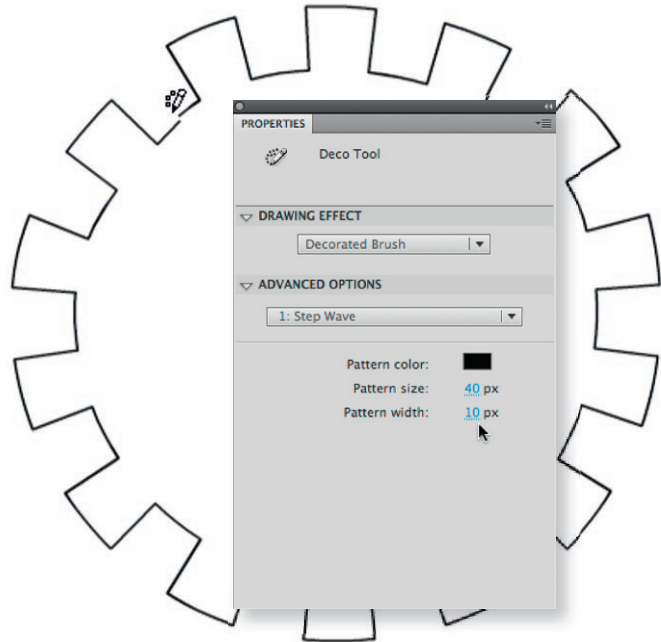 PROPERTIES
Deco Tool
DRAWING EFFECT
Decorated Brush
ADVANCED OPTIONS
1: Step Wave
Pattern color:
Pattern size: 40 px
Pattern width: 10 px